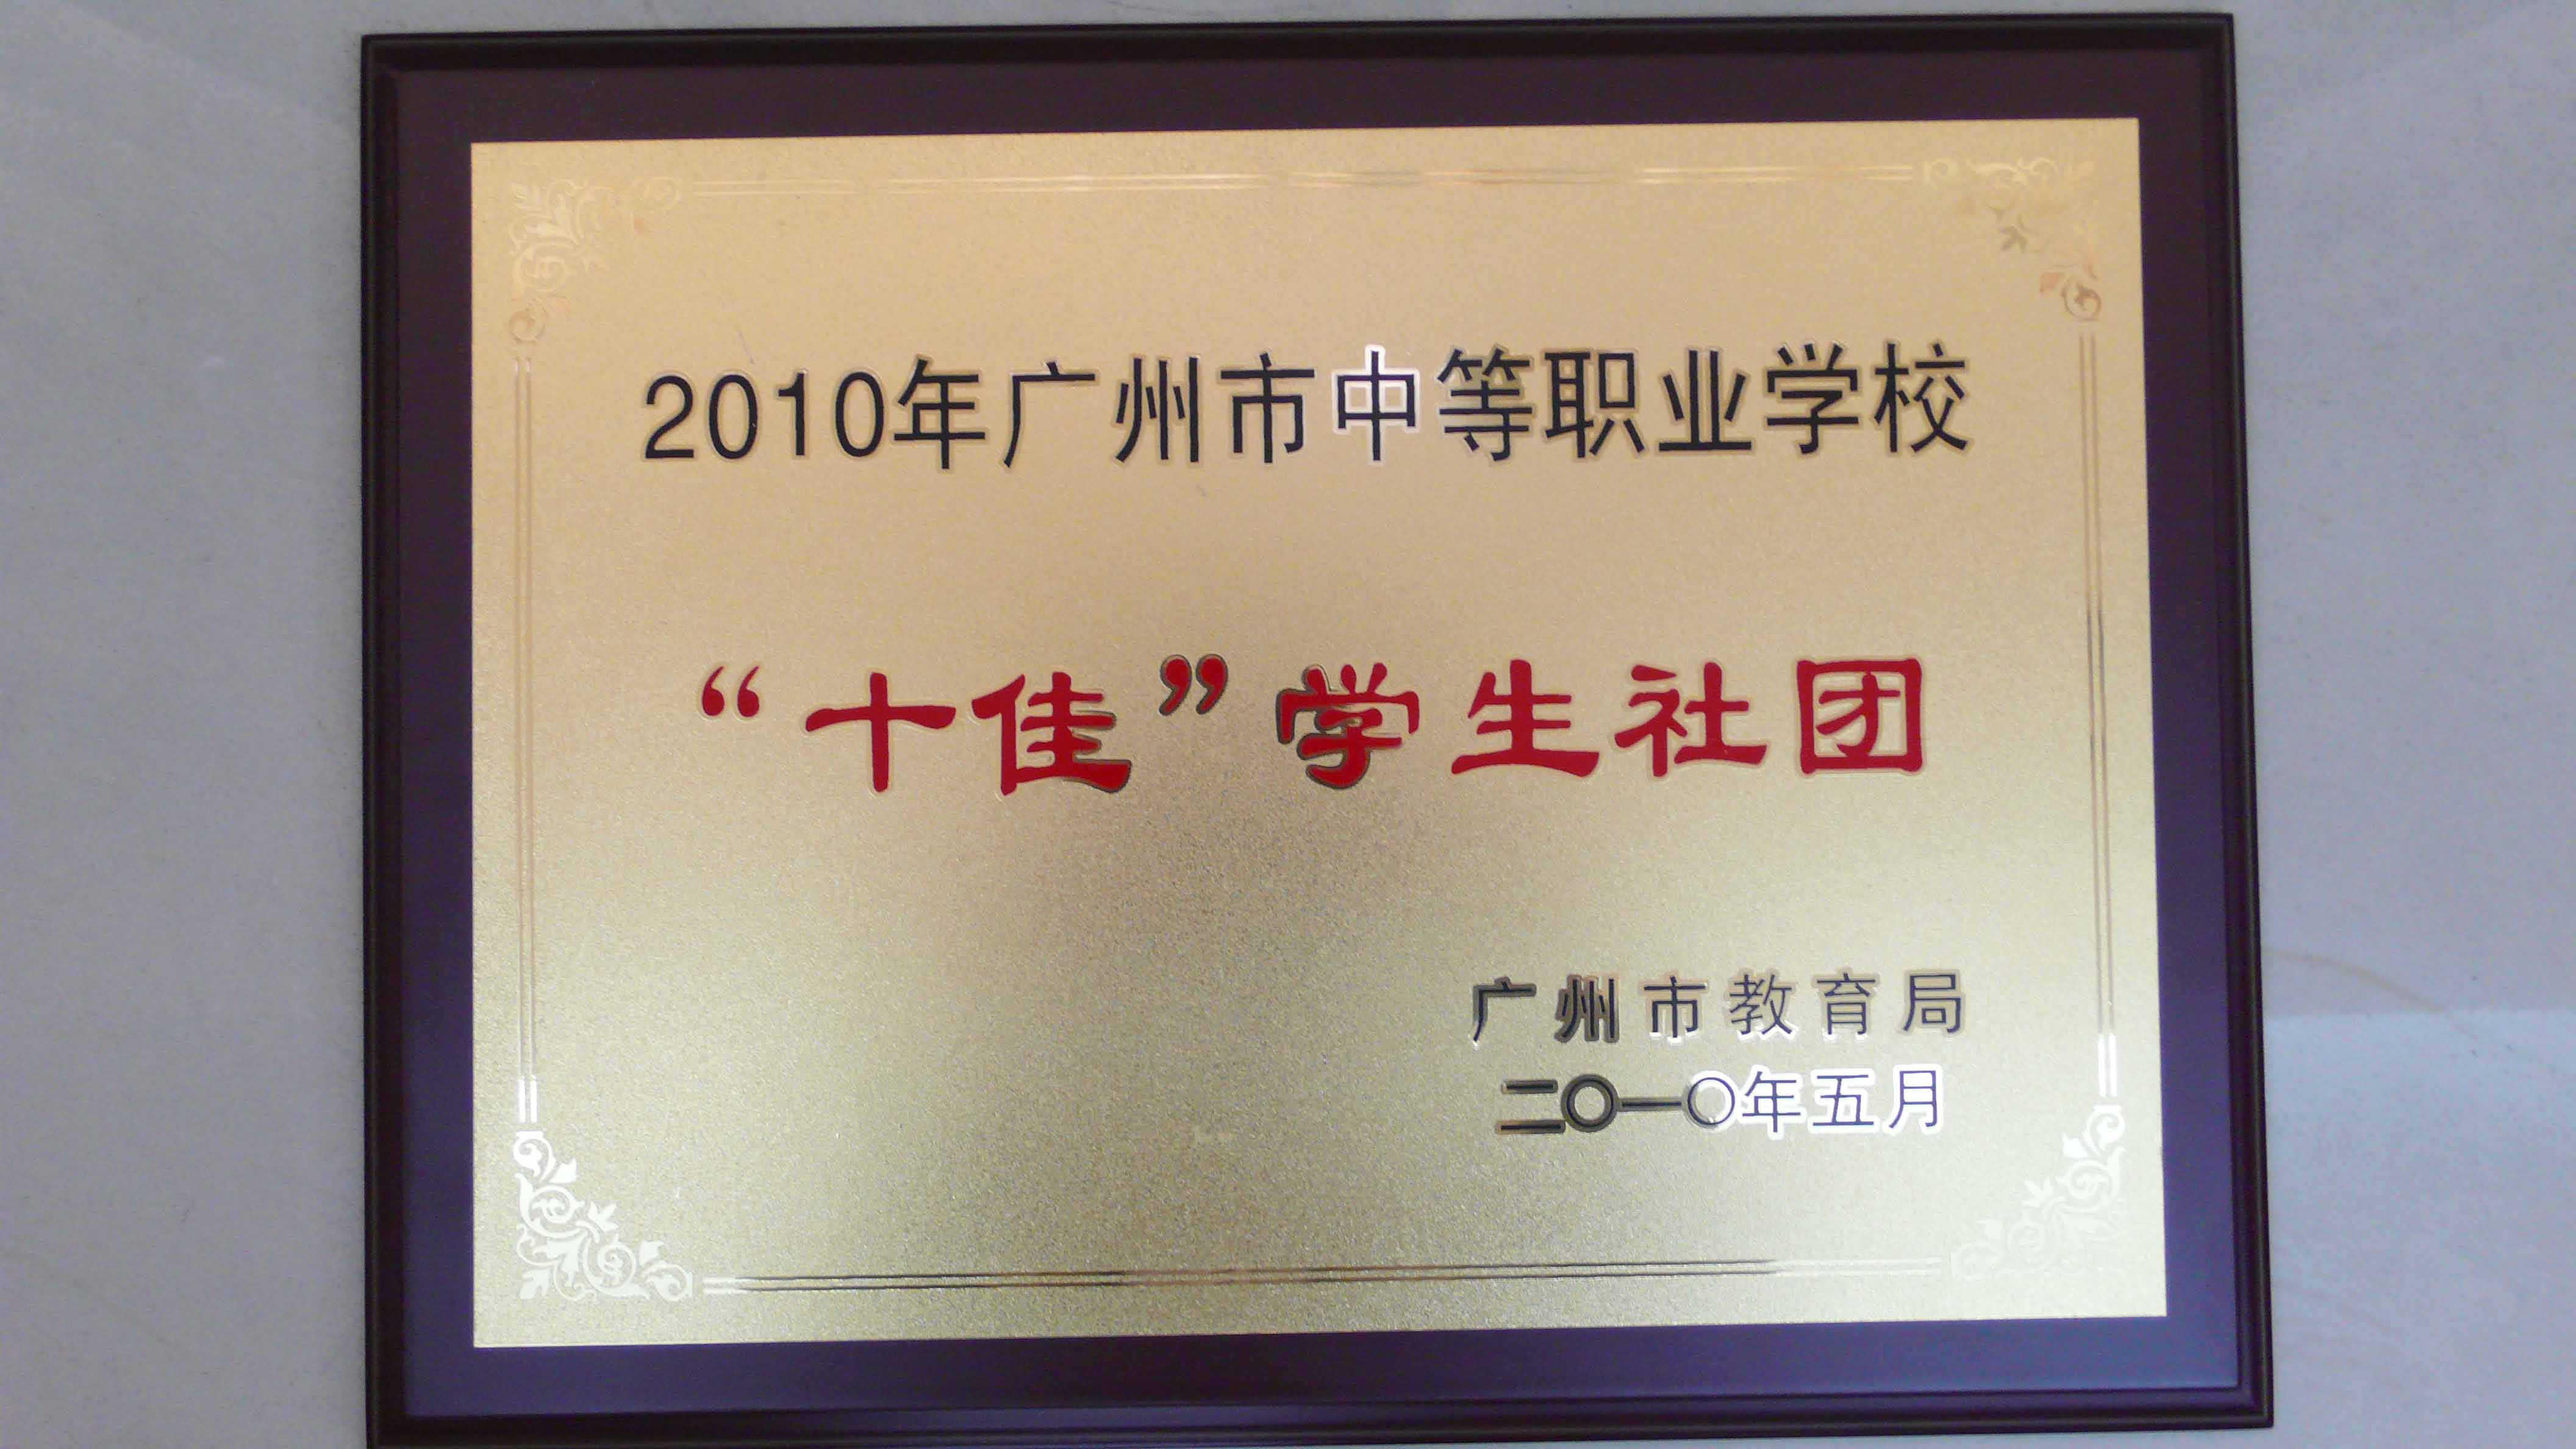 2010年广州市中等职业学校
“十佳”学生社团
广州市教育局
二〇一〇年五月